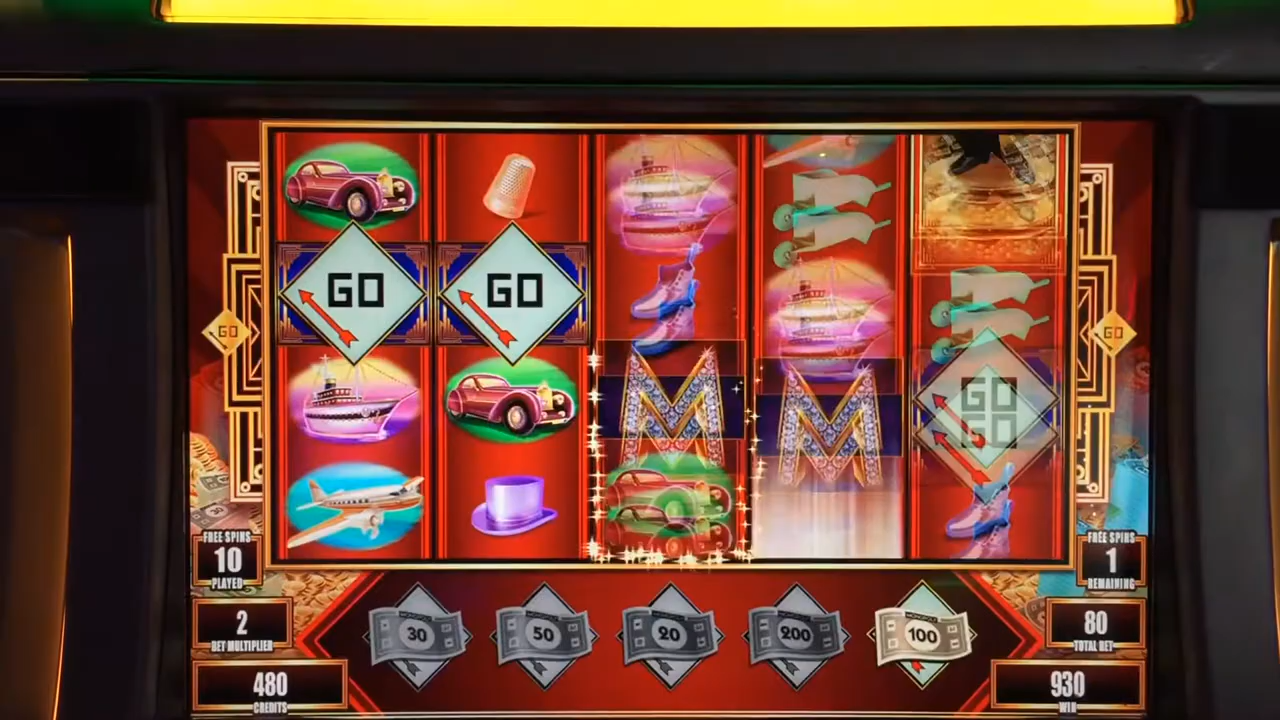 GO
GO
M
M
GO
GO
GO
GO
FREE SPINS
10
PLAYED
FREE SPINS
1
REMAINING
2
BET MULTIPLIER
30
50
20
200
100
80
TOTAL BET
480
CREDITS
930
WIN